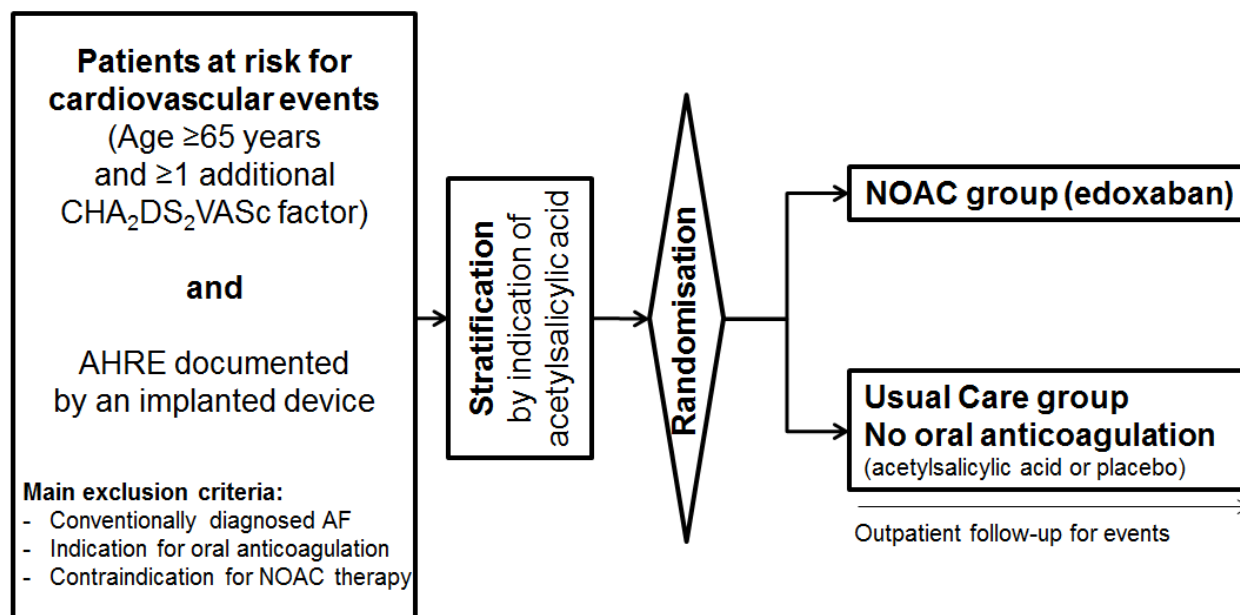 Patients at risk for
cardiovascular events
(Age ≥65 years
and ≥1 additional
CHA₂DS₂VASc factor)
and
AHRE documented
by an implanted device
Main exclusion criteria:
- Conventionally diagnosed AF
- Indication for oral anticoagulation
- Contraindication for NOAC therapy
Stratification
by indication of
acetylsalicylic acid
Randomisation
NOAC group (edoxaban)
Usual Care group
No oral anticoagulation
(acetylsalicylic acid or placebo)
Outpatient follow-up for events